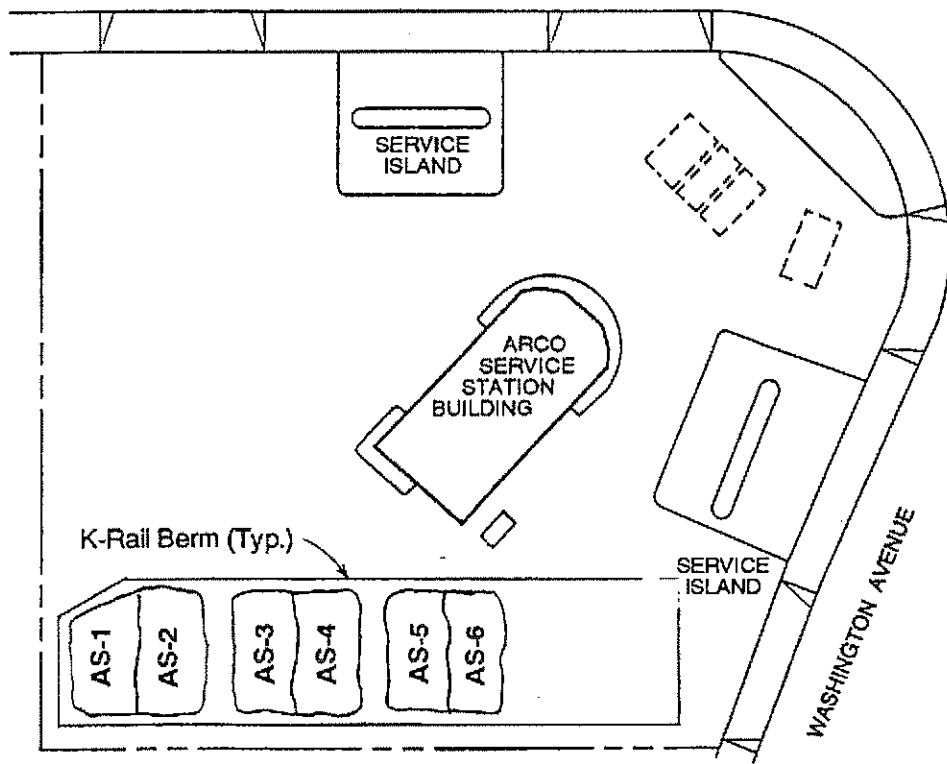 SERVICE
ISLAND
ARCO
SERVICE
STATION
BUILDING
K-Rail Berm (Typ.)
SERVICE
ISLAND
WASHINGTON AVENUE
AS-1
AS-2
AS-3
AS-4
AS-5
AS-6